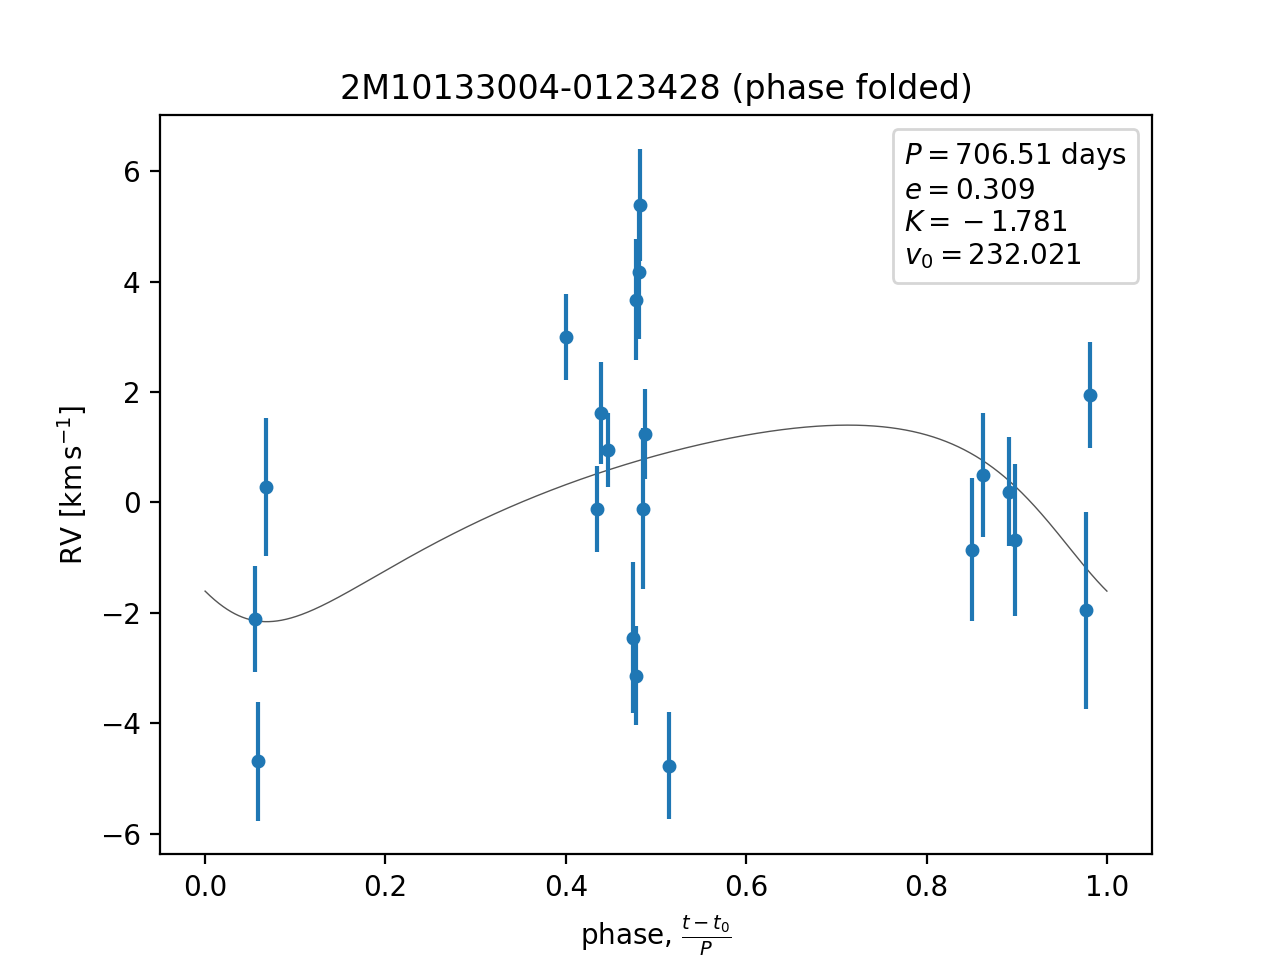 2M10133004-0123428 (phase folded)
P = 706.51 days
e = 0.309
K = −1.781
v₀ = 232.021
RV [km s⁻¹]
6
4
2
0
−2
−4
−6
0.0 0.2 0.4 0.6 0.8 1.0
phase, (t − t₀)/P